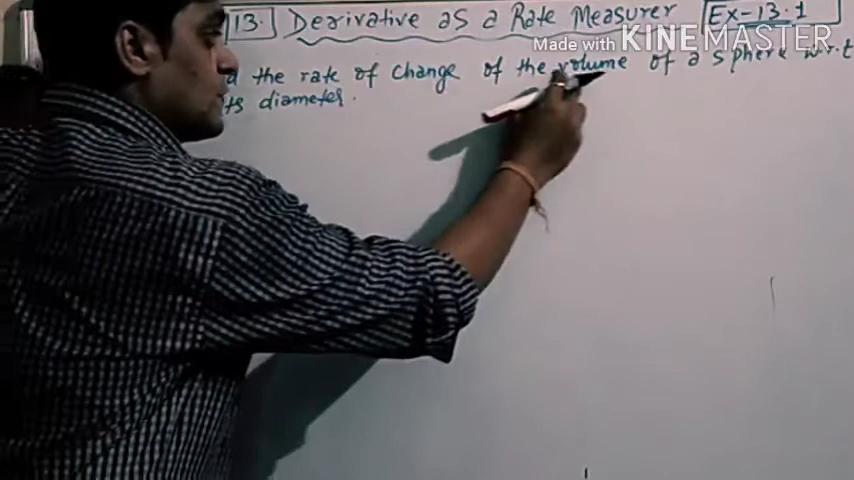 13. Derivative as a Rate Measurer Ex-13.1
Made with KINEMASTER
the rate of change of the volume of a sphere w.r.t
its diameter.